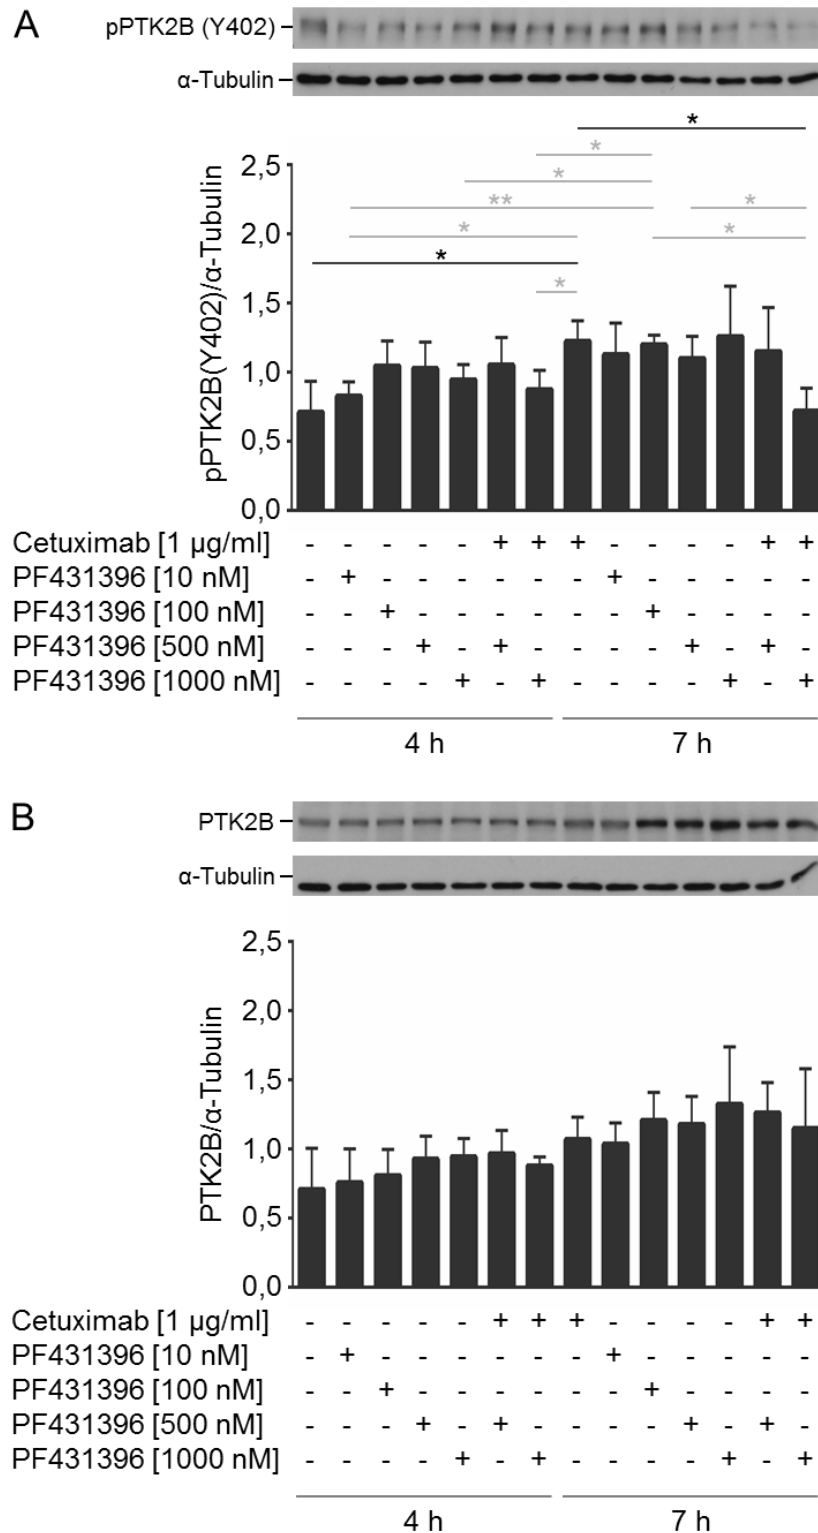 A
pPTK2B (Y402)
α-Tubulin
*
*
*
**
*
*
*
*
*
pPTK2B(Y402)/α-Tubulin
2,5
2,0
1,5
1,0
0,5
0,0
Cetuximab [1 µg/ml] - - - - - + + + - - - - + +
PF431396 [10 nM] - + - - - - - - + - - - - -
PF431396 [100 nM] - - + - - - - - - + - - - -
PF431396 [500 nM] - - - + - + - - - - + - + -
PF431396 [1000 nM] - - - - + - + - - - - + - +
4 h 7 h
B
PTK2B
α-Tubulin
PTK2B/α-Tubulin
2,5
2,0
1,5
1,0
0,5
0,0
Cetuximab [1 µg/ml] - - - - - + + + - - - - + +
PF431396 [10 nM] - + - - - - - - + - - - - -
PF431396 [100 nM] - - + - - - - - - + - - - -
PF431396 [500 nM] - - - + - + - - - - + - + -
PF431396 [1000 nM] - - - - + - + - - - - + - +
4 h 7 h